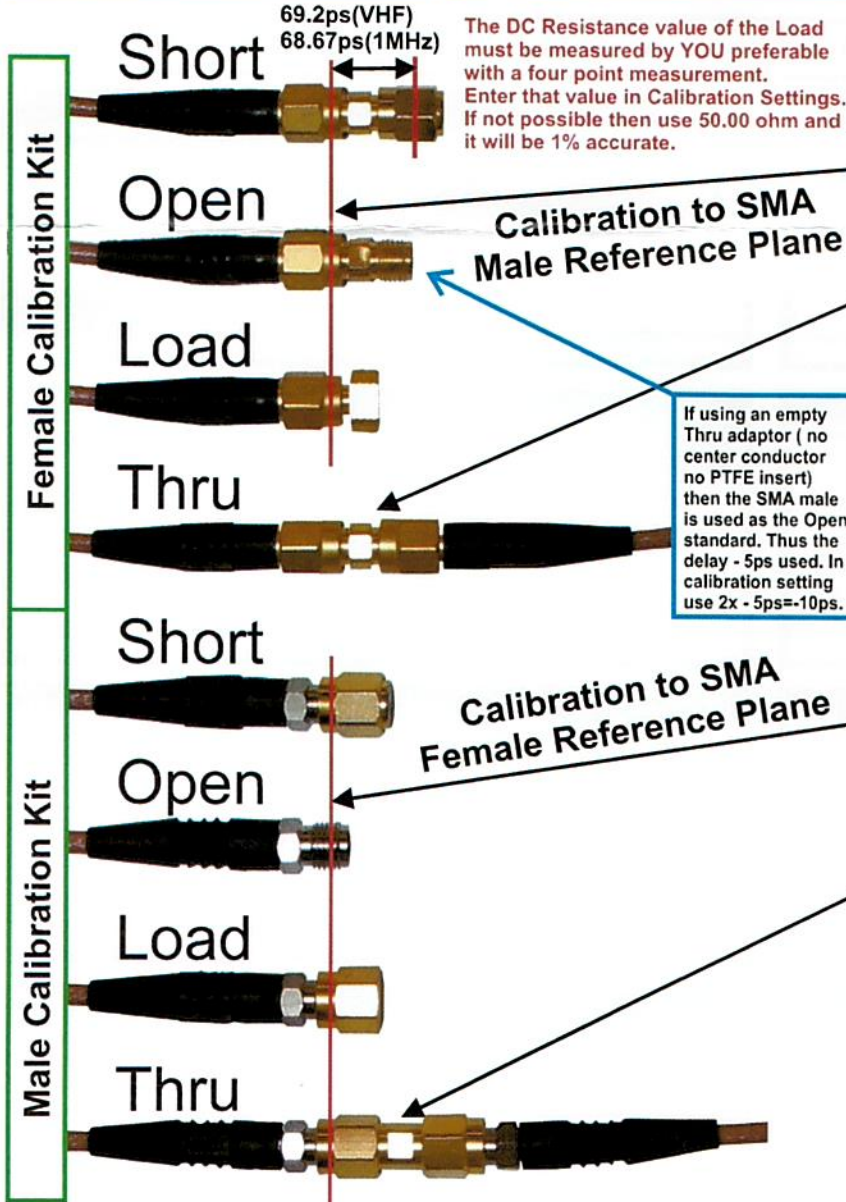 69.2ps(VHF)
68.67ps(1MHz)
The DC Resistance value of the Load
must be measured by YOU preferable
with a four point measurement.
Enter that value in Calibration Settings.
If not possible then use 50.00 ohm and
it will be 1% accurate.
Female Calibration Kit
Short
Open
Calibration to SMA
Male Reference Plane
Load
If using an empty
Thru adaptor ( no
center conductor
no PTFE insert)
then the SMA male
is used as the Open
standard. Thus the
delay - 5ps used. In
calibration setting
use 2x - 5ps=-10ps.
Thru
Male Calibration Kit
Short
Calibration to SMA
Female Reference Plane
Open
Load
Thru